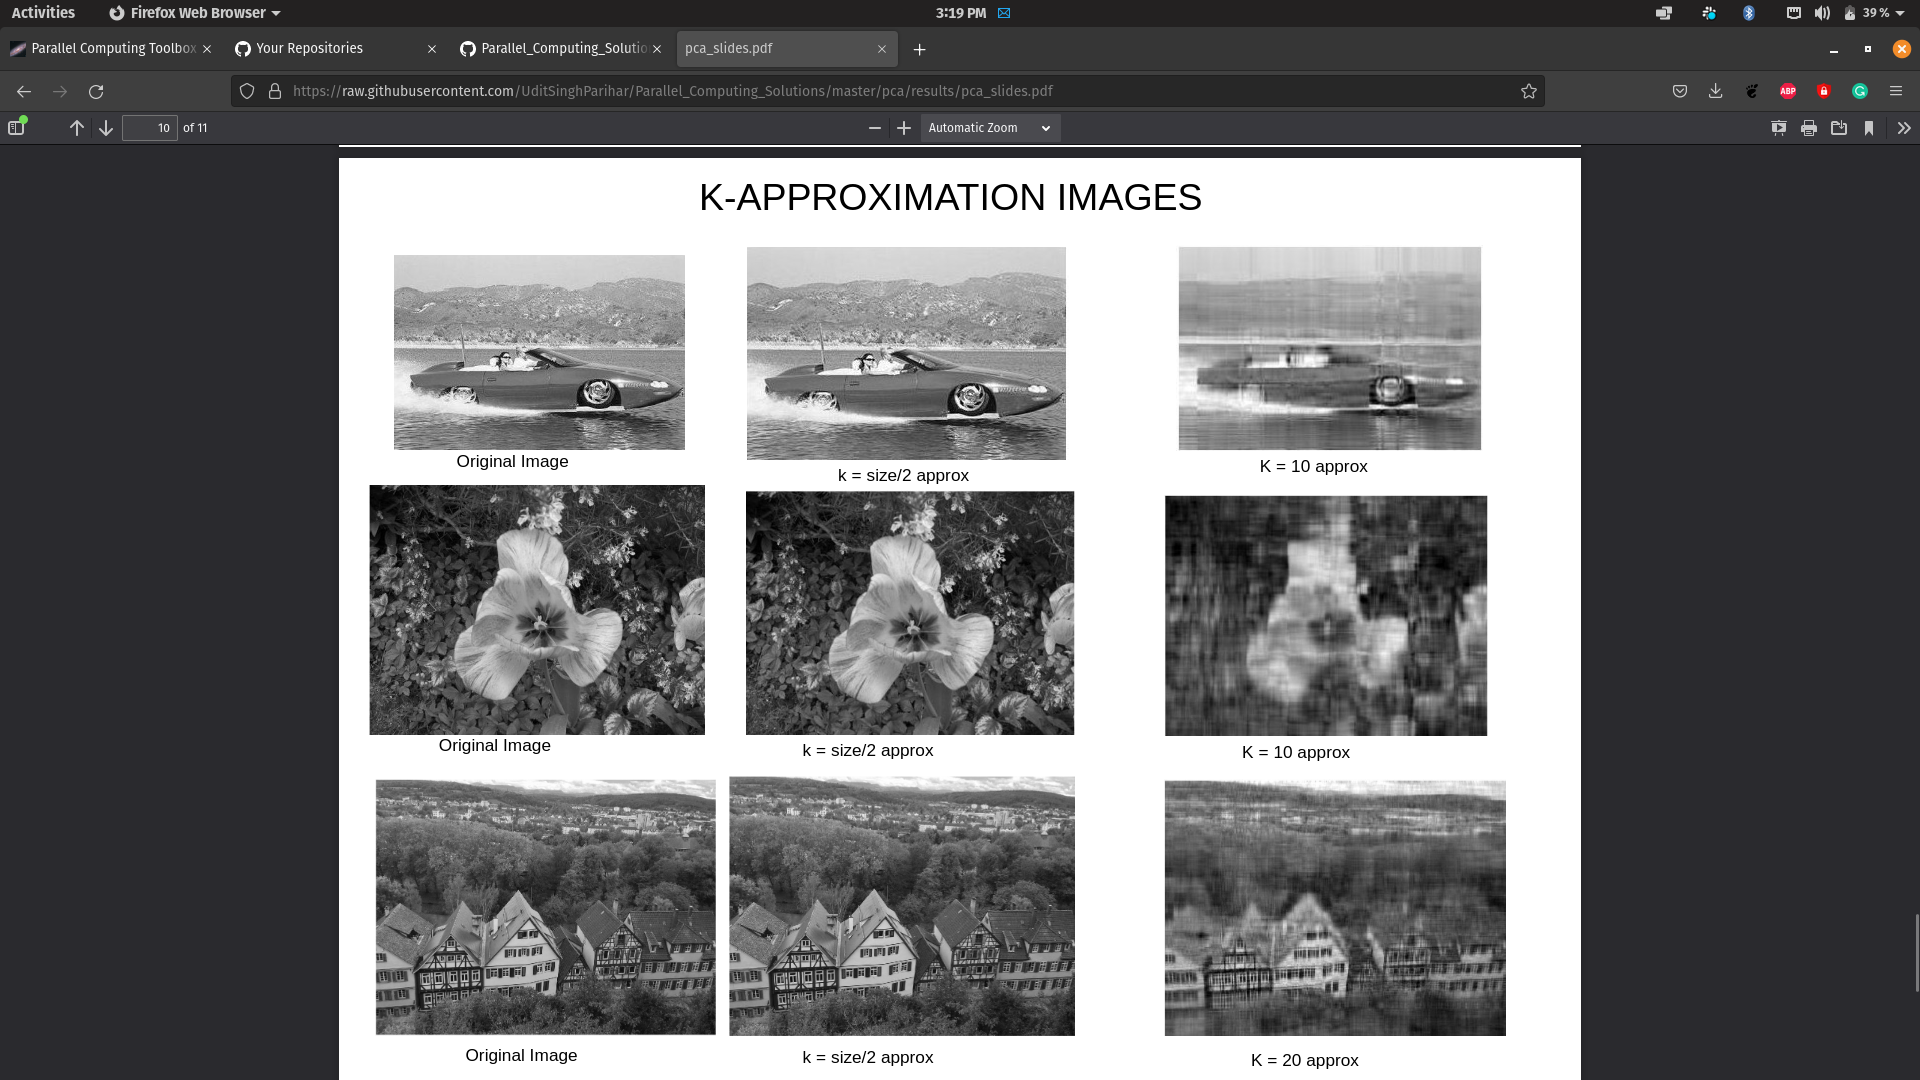 Activities
Firefox Web Browser
3:19 PM
39 %
Parallel Computing Toolbox
Your Repositories
Parallel_Computing_Solutio
pca_slides.pdf
https://raw.githubusercontent.com/UditSinghParihar/Parallel_Computing_Solutions/master/pca/results/pca_slides.pdf
ABP
10 of 11
Automatic Zoom
K-APPROXIMATION IMAGES
Original Image
k = size/2 approx
K = 10 approx
Original Image
k = size/2 approx
K = 10 approx
Original Image
k = size/2 approx
K = 20 approx